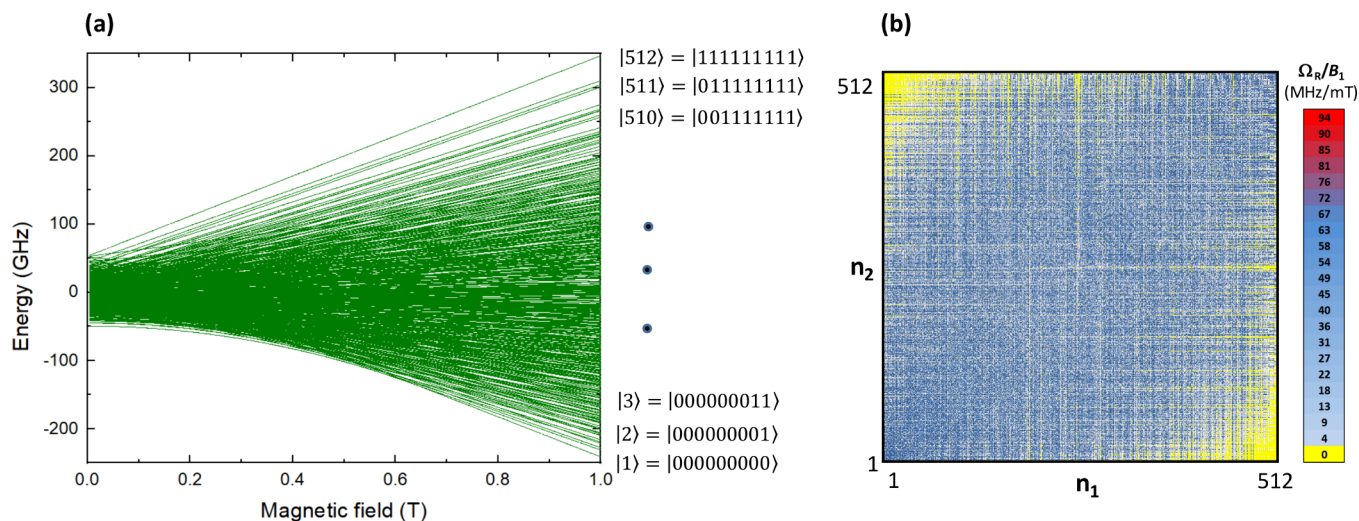 (a)
Energy (GHz)
300
200
100
0
-100
-200
0.0 0.2 0.4 0.6 0.8 1.0
Magnetic field (T)
|512⟩ = |111111111⟩
|511⟩ = |011111111⟩
|510⟩ = |001111111⟩
|3⟩ = |000000011⟩
|2⟩ = |000000001⟩
|1⟩ = |000000000⟩
(b)
512
n₂
1
1 512
n₁
Ω_R/B₁
(MHz/mT)
94
90
85
81
76
72
67
63
58
54
49
45
40
36
31
27
22
18
13
9
4
0